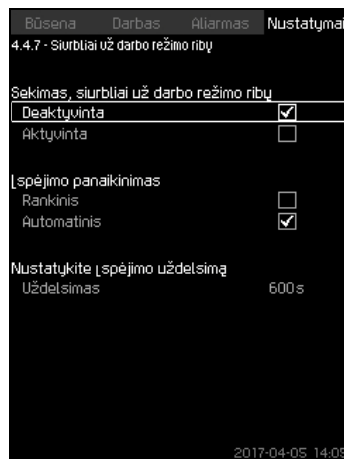 Būsena Darbas Aliarmas Nustatymai
4.4.7 - Siurbliai už darbo režimo ribų
Sekimas, siurbliai už darbo režimo ribų
Deaktyvinta
Aktyvinta
Įspėjimo panaikinimas
Rankinis
Automatinis
Nustatykite įspėjimo uždelsimą
Uždelsimas 600s
2017-04-05 14:05